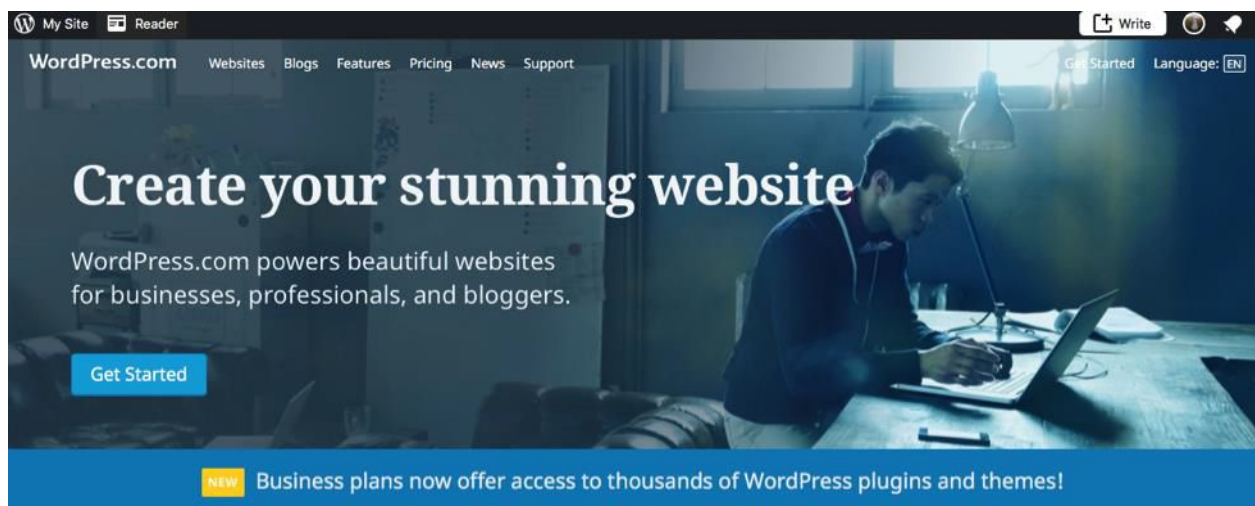 My Site Reader Write
WordPress.com Websites Blogs Features Pricing News Support Get Started Language: EN
Create your stunning website
WordPress.com powers beautiful websites
for businesses, professionals, and bloggers.
Get Started
NEW Business plans now offer access to thousands of WordPress plugins and themes!